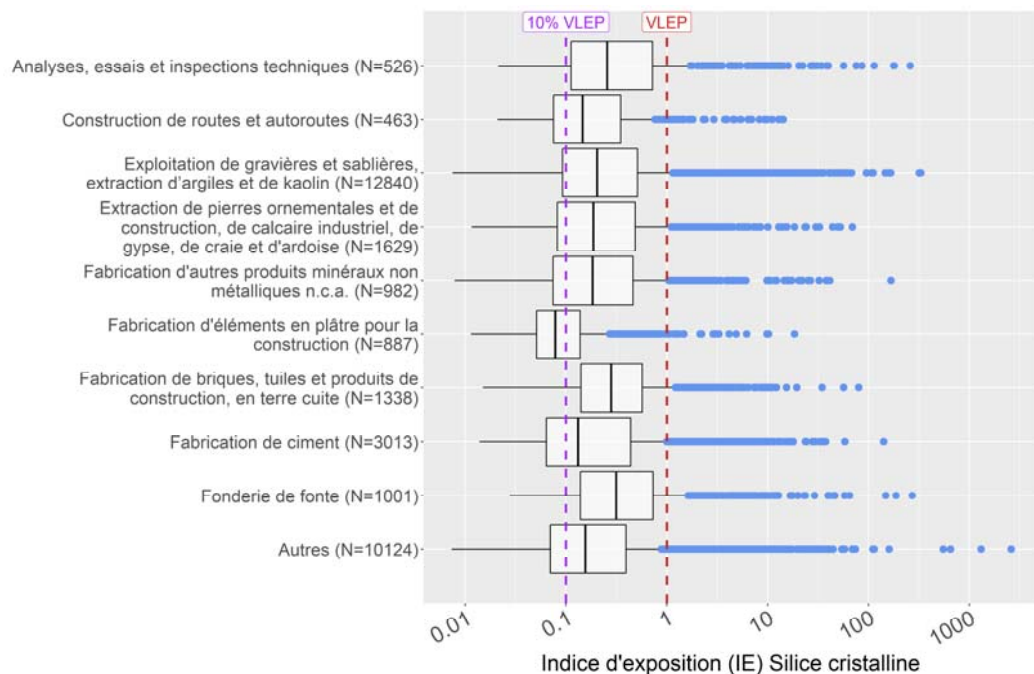 10% VLEP
VLEP
Analyses, essais et inspections techniques (N=526)
Construction de routes et autoroutes (N=463)
Exploitation de gravières et sablières,
extraction d’argiles et de kaolin (N=12840)
Extraction de pierres ornementales et de
construction, de calcaire industriel, de
gypse, de craie et d'ardoise (N=1629)
Fabrication d'autres produits minéraux non
métalliques n.c.a. (N=982)
Fabrication d'éléments en plâtre pour la
construction (N=887)
Fabrication de briques, tuiles et produits de
construction, en terre cuite (N=1338)
Fabrication de ciment (N=3013)
Fonderie de fonte (N=1001)
Autres (N=10124)
0.01
0.1
1
10
100
1000
Indice d'exposition (IE) Silice cristalline